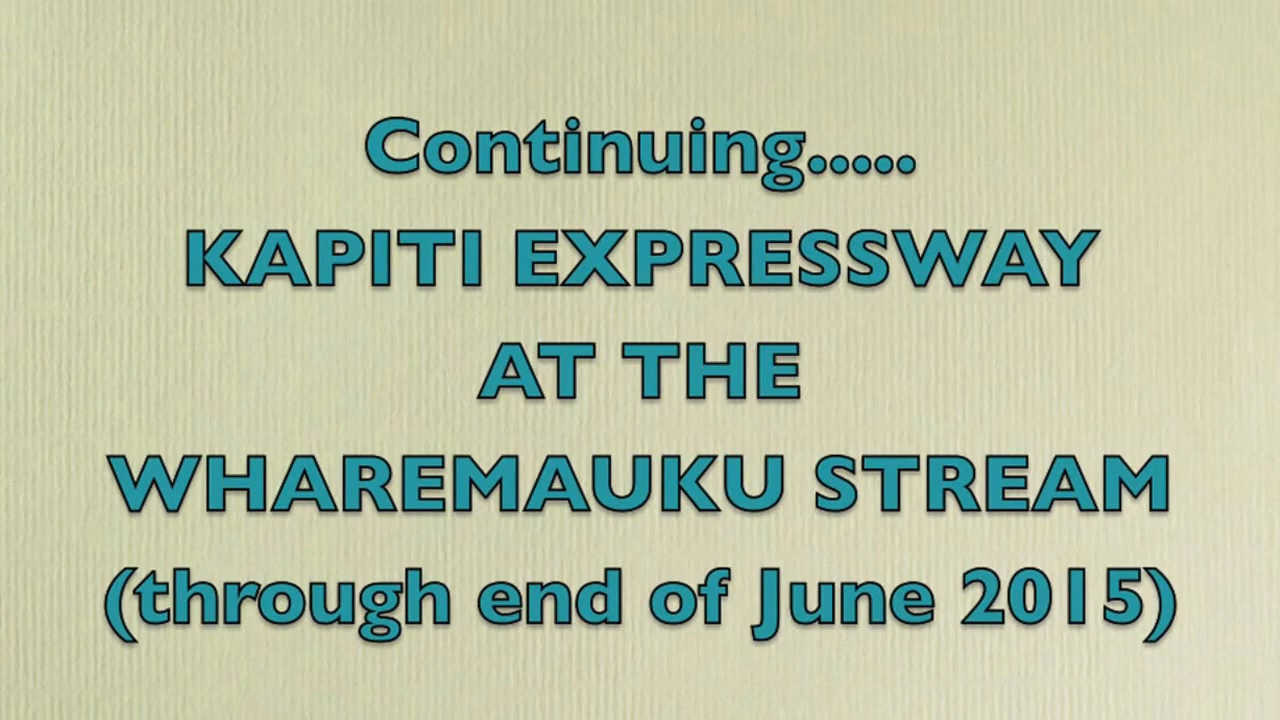 Continuing.....
KAPITI EXPRESSWAY
AT THE
WHAREMAUKU STREAM
(through end of June 2015)